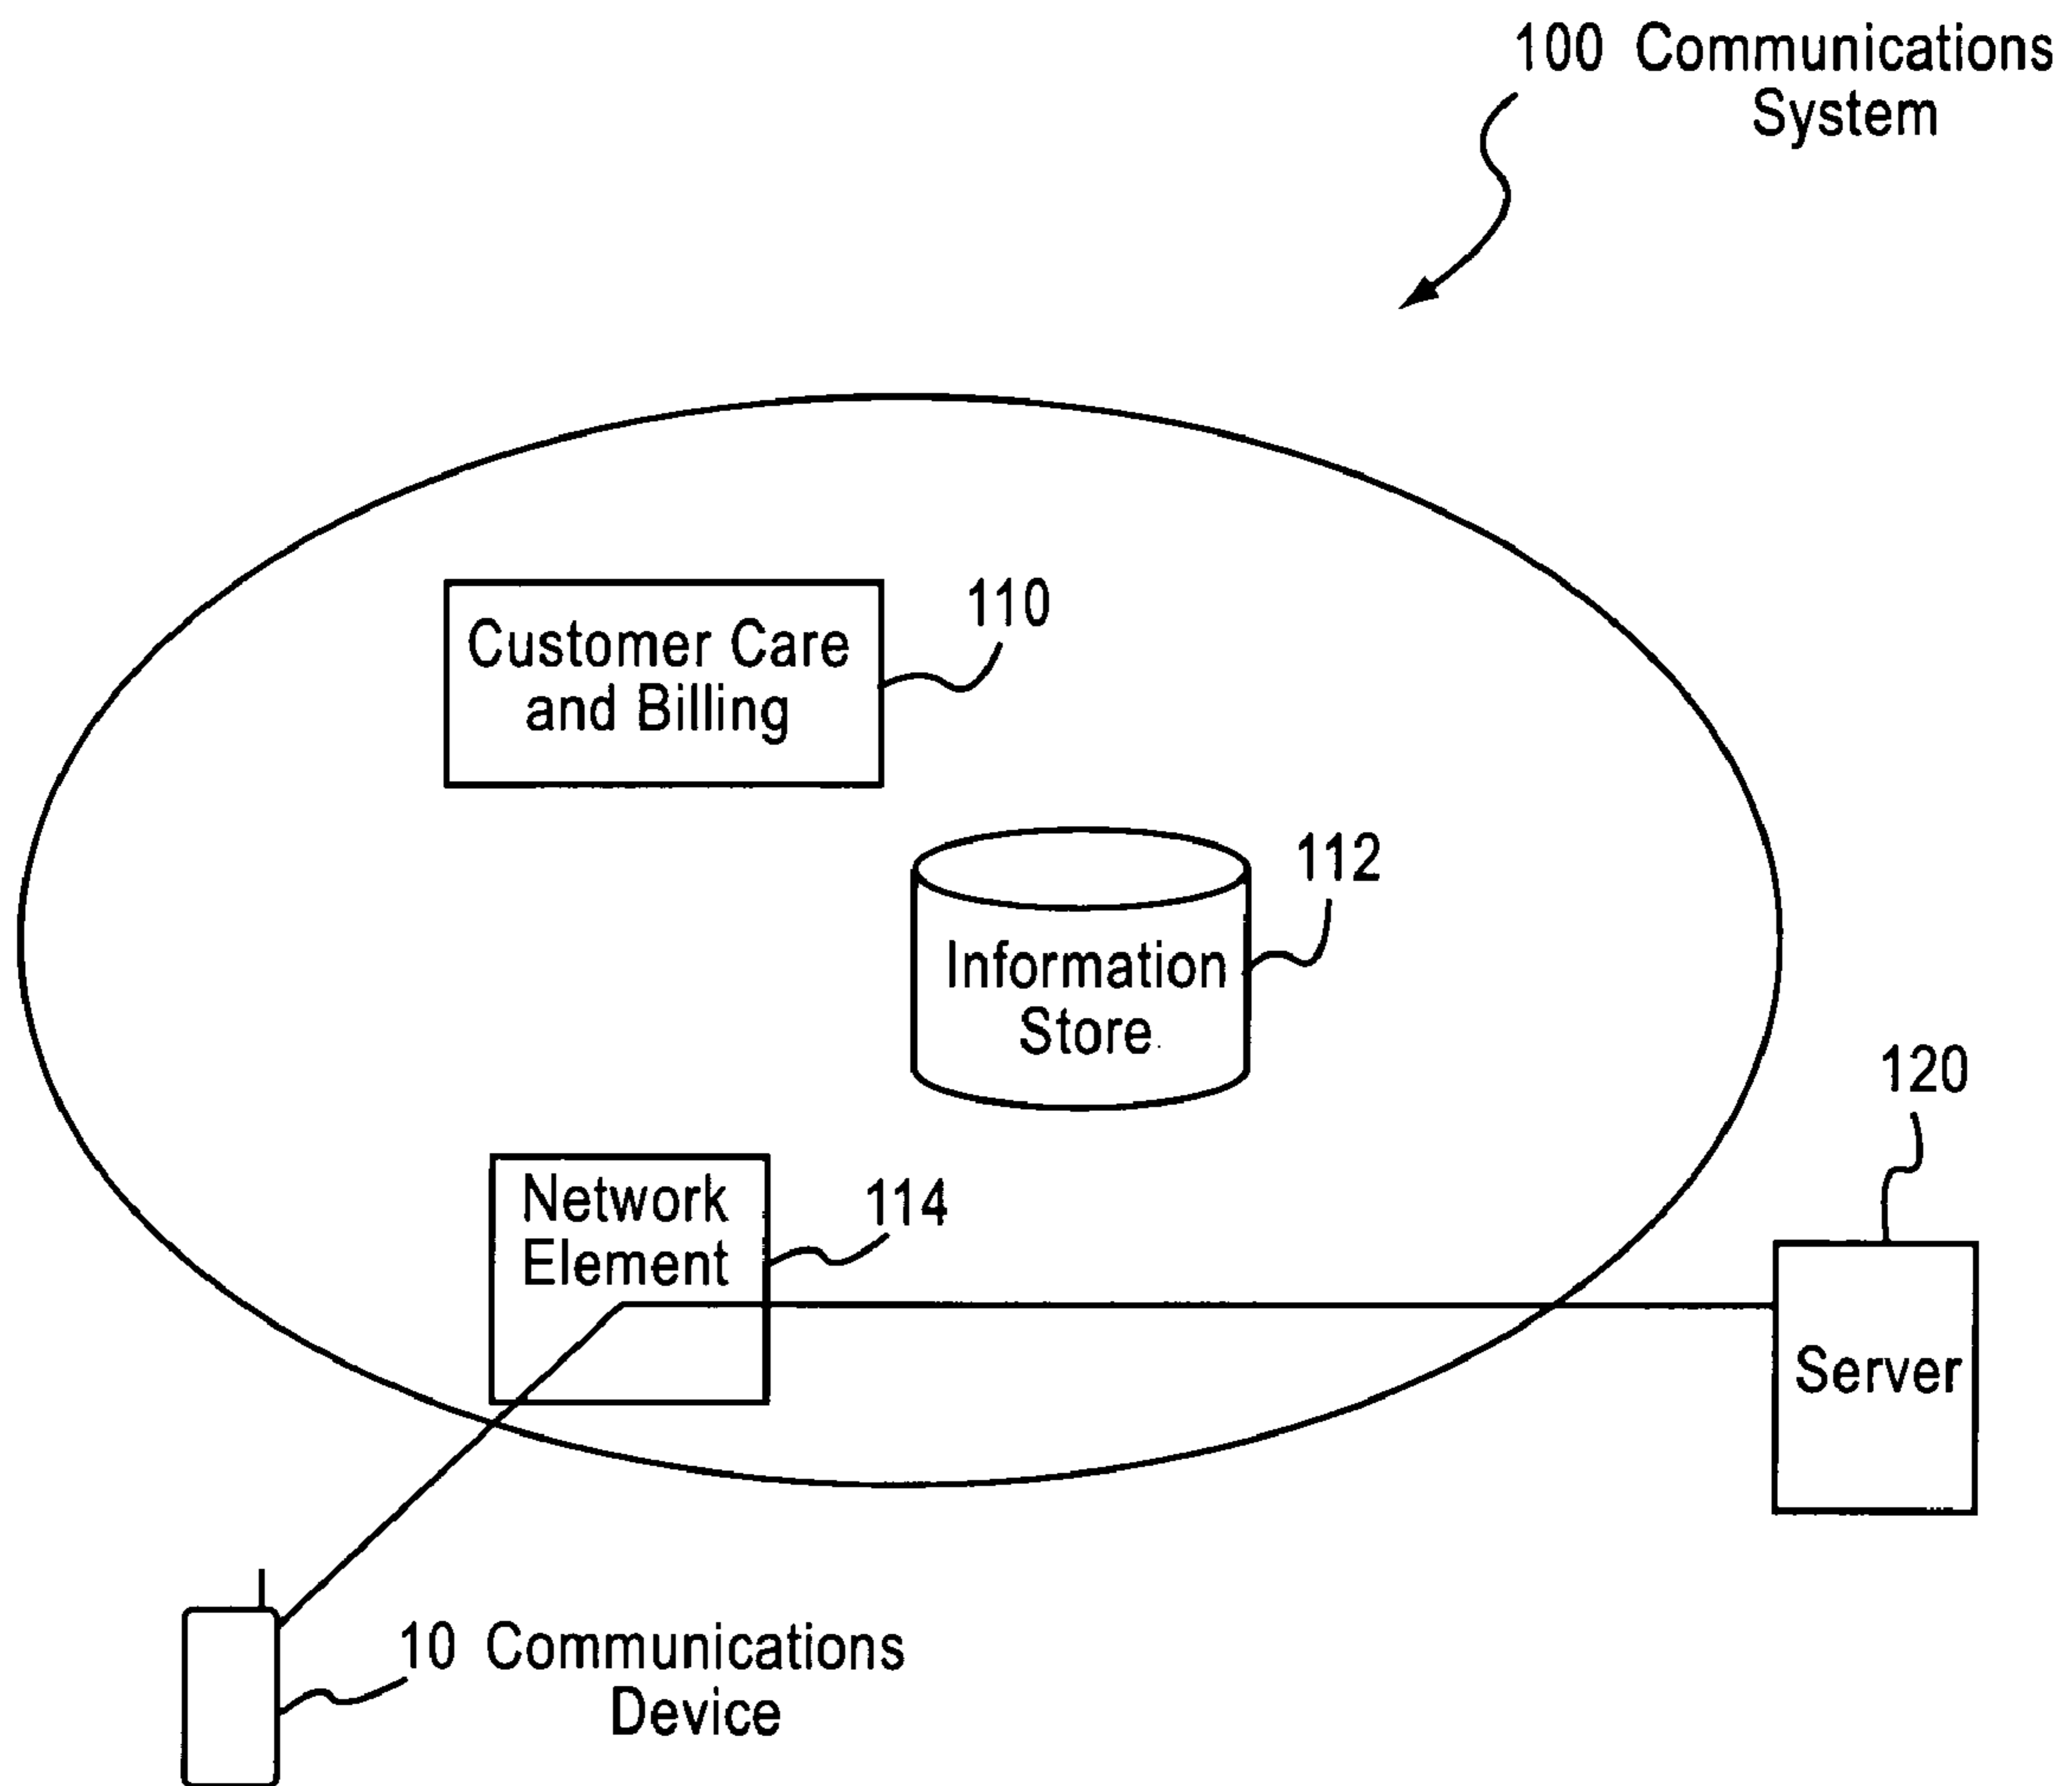 100 Communications
System
110
Customer Care
and Billing
112
Information
Store
120
114
Network
Element
Server
10 Communications
Device